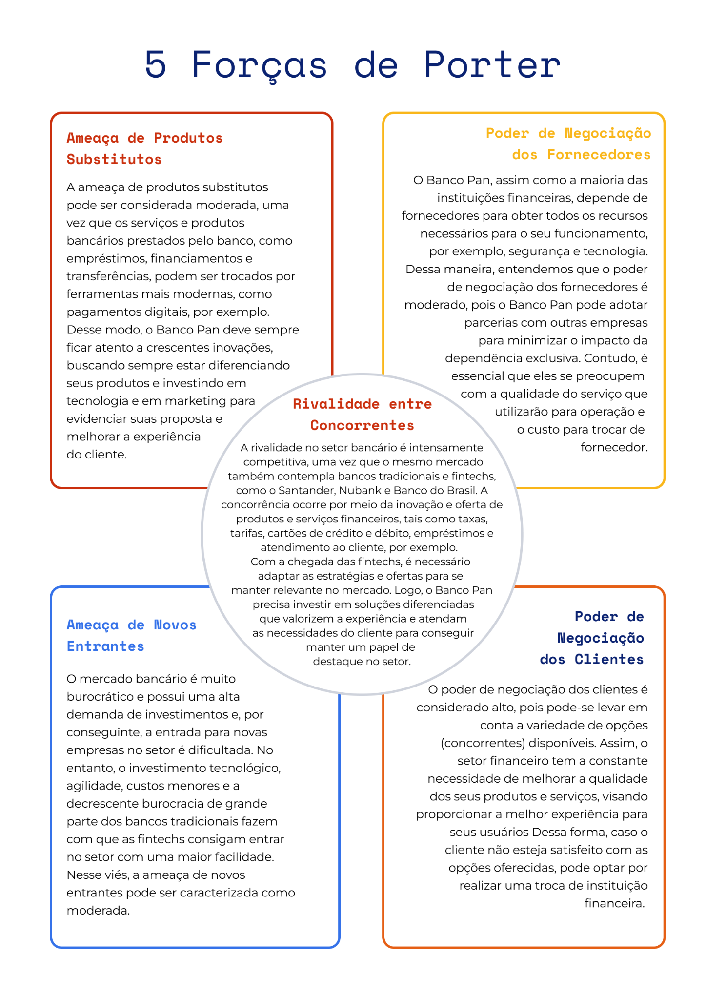 5 Forças de Porter
Ameaça de Produtos
Substitutos
A ameaça de produtos substitutos
pode ser considerada moderada, uma
vez que os serviços e produtos
bancários prestados pelo banco, como
empréstimos, financiamentos e
transferências, podem ser trocados por
ferramentas mais modernas, como
pagamentos digitais, por exemplo.
Desse modo, o Banco Pan deve sempre
ficar atento a crescentes inovações,
buscando sempre estar diferenciando
seus produtos e investindo em
tecnologia e em marketing para
evidenciar suas proposta e
melhorar a experiência
do cliente.
Poder de Negociação
dos Fornecedores
O Banco Pan, assim como a maioria das
instituições financeiras, depende de
fornecedores para obter todos os recursos
necessários para o seu funcionamento,
por exemplo, segurança e tecnologia.
Dessa maneira, entendemos que o poder
de negociação dos fornecedores é
moderado, pois o Banco Pan pode adotar
parcerias com outras empresas
para minimizar o impacto da
dependência exclusiva. Contudo, é
essencial que eles se preocupem
com a qualidade do serviço que
utilizarão para operação e
o custo para trocar de
fornecedor.
Rivalidade entre
Concorrentes
A rivalidade no setor bancário é intensamente
competitiva, uma vez que o mesmo mercado
também contempla bancos tradicionais e fintechs,
como o Santander, Nubank e Banco do Brasil. A
concorrência ocorre por meio da inovação e oferta de
produtos e serviços financeiros, tais como taxas,
tarifas, cartões de crédito e débito, empréstimos e
atendimento ao cliente, por exemplo.
Com a chegada das fintechs, é necessário
adaptar as estratégias e ofertas para se
manter relevante no mercado. Logo, o Banco Pan
precisa investir em soluções diferenciadas
que valorizem a experiência e atendam
as necessidades do cliente para conseguir
manter um papel de
destaque no setor.
Ameaça de Novos
Entrantes
O mercado bancário é muito
burocrático e possui uma alta
demanda de investimentos e, por
conseguinte, a entrada para novas
empresas no setor é dificultada. No
entanto, o investimento tecnológico,
agilidade, custos menores e a
decrescente burocracia de grande
parte dos bancos tradicionais fazem
com que as fintechs consigam entrar
no setor com uma maior facilidade.
Nesse viés, a ameaça de novos
entrantes pode ser caracterizada como
moderada.
Poder de
Negociação
dos Clientes
O poder de negociação dos clientes é
considerado alto, pois pode-se levar em
conta a variedade de opções
(concorrentes) disponíveis. Assim, o
setor financeiro tem a constante
necessidade de melhorar a qualidade
dos seus produtos e serviços, visando
proporcionar a melhor experiência para
seus usuários Dessa forma, caso o
cliente não esteja satisfeito com as
opções oferecidas, pode optar por
realizar uma troca de instituição
financeira.